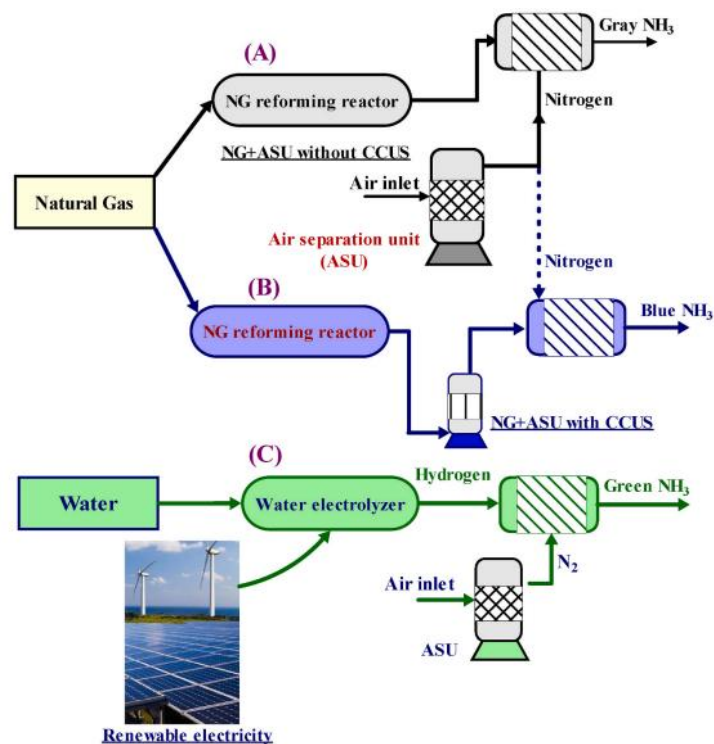 Gray NH₃
(A)
NG reforming reactor
Nitrogen
NG+ASU without CCUS
Air inlet
Natural Gas
Air separation unit
(ASU)
Nitrogen
(B)
NG reforming reactor
Blue NH₃
NG+ASU with CCUS
(C)
Hydrogen
Water
Water electrolyzer
Green NH₃
N₂
Air inlet
ASU
Renewable electricity